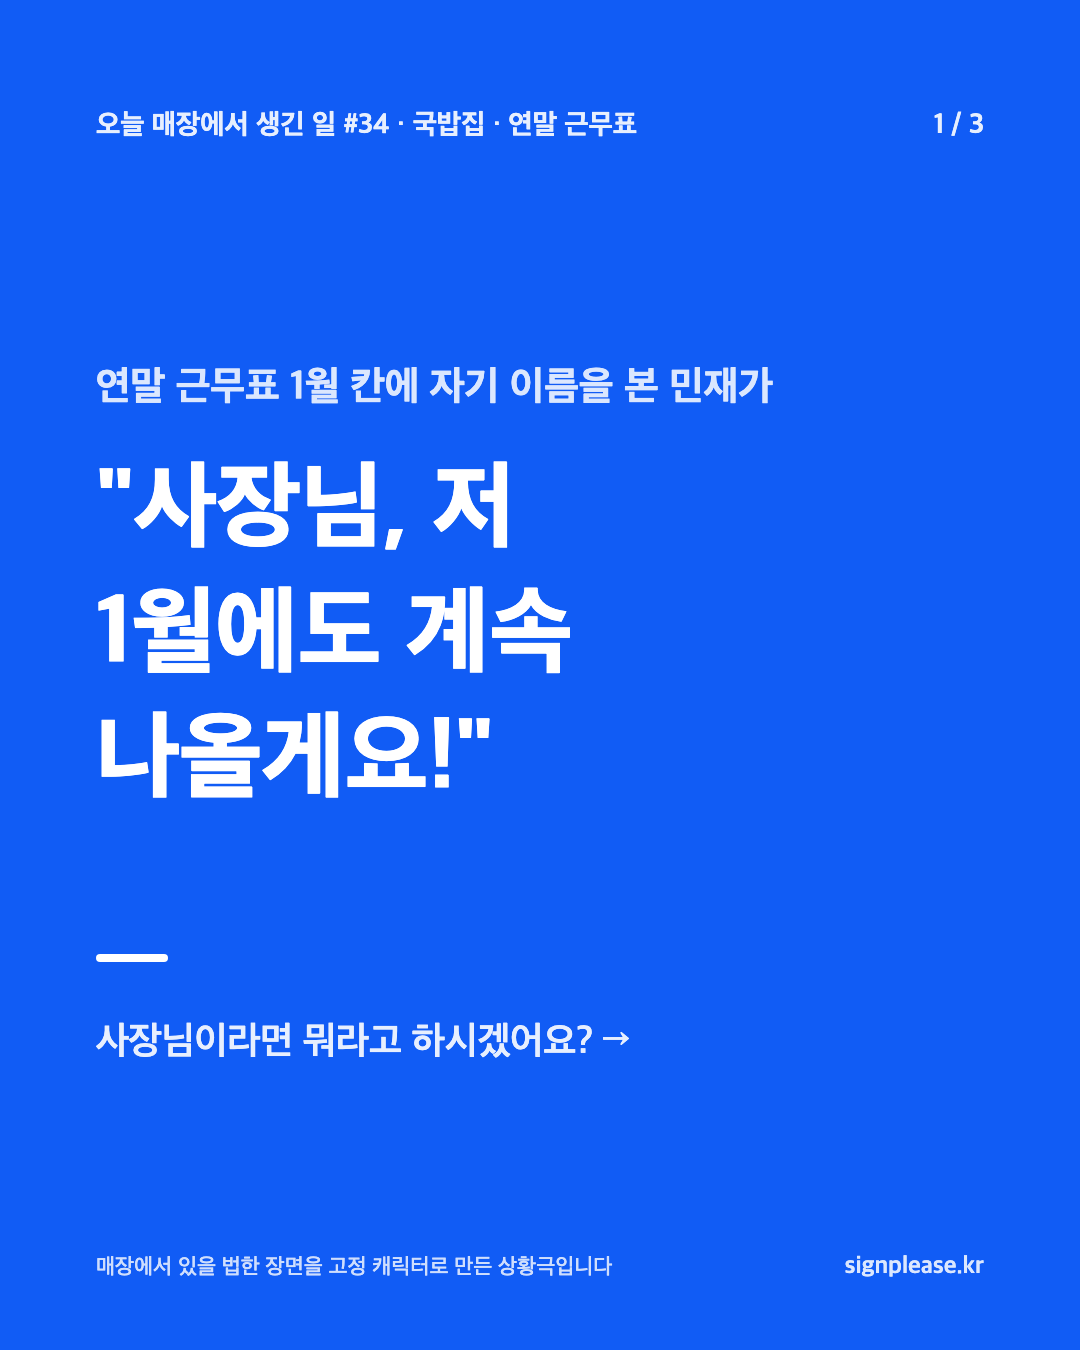 오늘 매장에서 생긴 일 #34 · 국밥집 · 연말 근무표
1 / 3
연말 근무표 1월 칸에 자기 이름을 본 민재가
"사장님, 저
1월에도 계속
나올게요!"
사장님이라면 뭐라고 하시겠어요? →
매장에서 있을 법한 장면을 고정 캐릭터로 만든 상황극입니다
signplease.kr